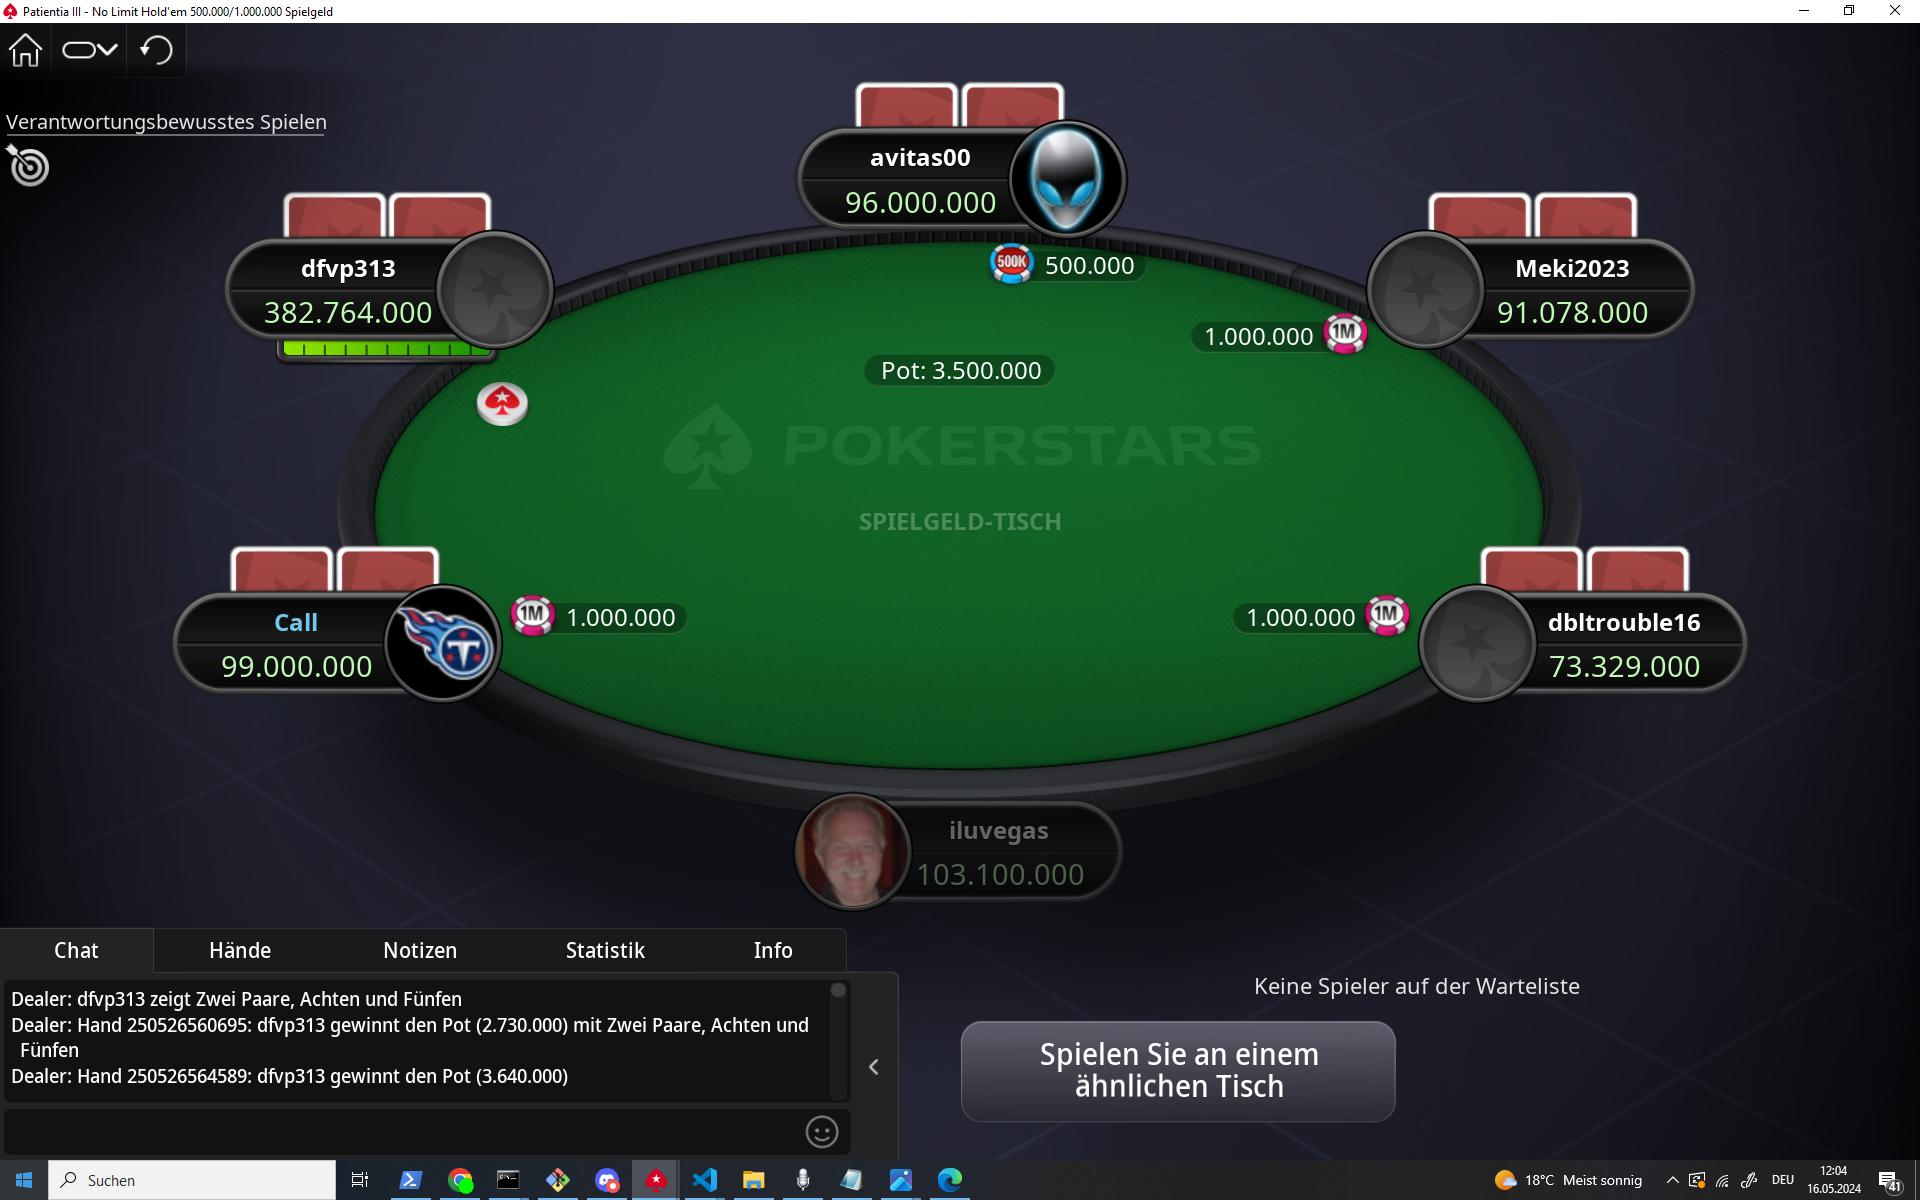 Patientia III - No Limit Hold'em 500.000/1.000.000 Spielgeld
Verantwortungsbewusstes Spielen
avitas00
96.000.000
dfvp313
382.764.000
Meki2023
91.078.000
500K 500.000
1.000.000 1M
Pot: 3.500.000
POKERSTARS
SPIELGELD-TISCH
Call
99.000.000
1M 1.000.000
1.000.000 1M
dbltrouble16
73.329.000
iluvegas
103.100.000
Chat Hände Notizen Statistik Info
Dealer: dfvp313 zeigt Zwei Paare, Achten und Fünfen
Dealer: Hand 250526560695: dfvp313 gewinnt den Pot (2.730.000) mit Zwei Paare, Achten und
Fünfen
Dealer: Hand 250526564589: dfvp313 gewinnt den Pot (3.640.000)
Keine Spieler auf der Warteliste
Spielen Sie an einem
ähnlichen Tisch
Suchen
18°C Meist sonnig
DEU
12:04
16.05.2024
41